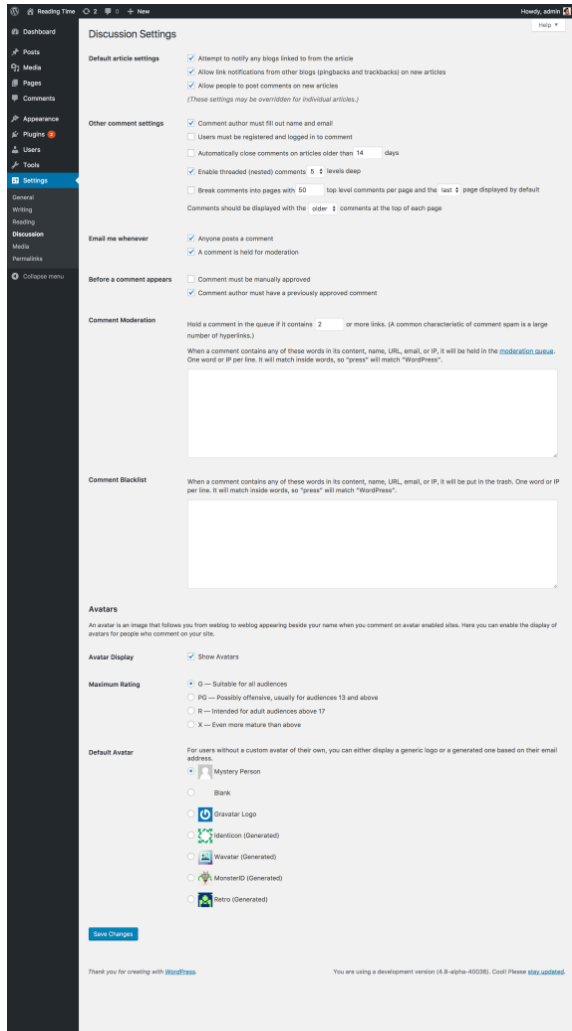 Reading Time 2 0 + New Howdy, admin
Help ▼
Dashboard
Posts
Media
Pages
Comments
Appearance
Plugins 2
Users
Tools
Settings
General
Writing
Reading
Discussion
Media
Permalinks
Collapse menu
Discussion Settings
Default article settings
Attempt to notify any blogs linked to from the article
Allow link notifications from other blogs (pingbacks and trackbacks) on new articles
Allow people to post comments on new articles
(These settings may be overridden for individual articles.)
Other comment settings
Comment author must fill out name and email
Users must be registered and logged in to comment
Automatically close comments on articles older than 14 days
Enable threaded (nested) comments 5 levels deep
Break comments into pages with 50 top level comments per page and the last page displayed by default
Comments should be displayed with the older comments at the top of each page
Email me whenever
Anyone posts a comment
A comment is held for moderation
Before a comment appears
Comment must be manually approved
Comment author must have a previously approved comment
Comment Moderation
Hold a comment in the queue if it contains 2 or more links. (A common characteristic of comment spam is a large
number of hyperlinks.)
When a comment contains any of these words in its content, name, URL, email, or IP, it will be held in the moderation queue.
One word or IP per line. It will match inside words, so "press" will match "WordPress".
Comment Blacklist
When a comment contains any of these words in its content, name, URL, email, or IP, it will be put in the trash. One word or IP
per line. It will match inside words, so "press" will match "WordPress".
Avatars
An avatar is an image that follows you from weblog to weblog appearing beside your name when you comment on avatar enabled sites. Here you can enable the display of
avatars for people who comment on your site.
Avatar Display
Show Avatars
Maximum Rating
G — Suitable for all audiences
PG — Possibly offensive, usually for audiences 13 and above
R — Intended for adult audiences above 17
X — Even more mature than above
Default Avatar
For users without a custom avatar of their own, you can either display a generic logo or a generated one based on their email
address.
Mystery Person
Blank
Gravatar Logo
Identicon (Generated)
Wavatar (Generated)
MonsterID (Generated)
Retro (Generated)
Save Changes
Thank you for creating with WordPress.
You are using a development version (4.8-alpha-40038). Cool! Please stay updated.